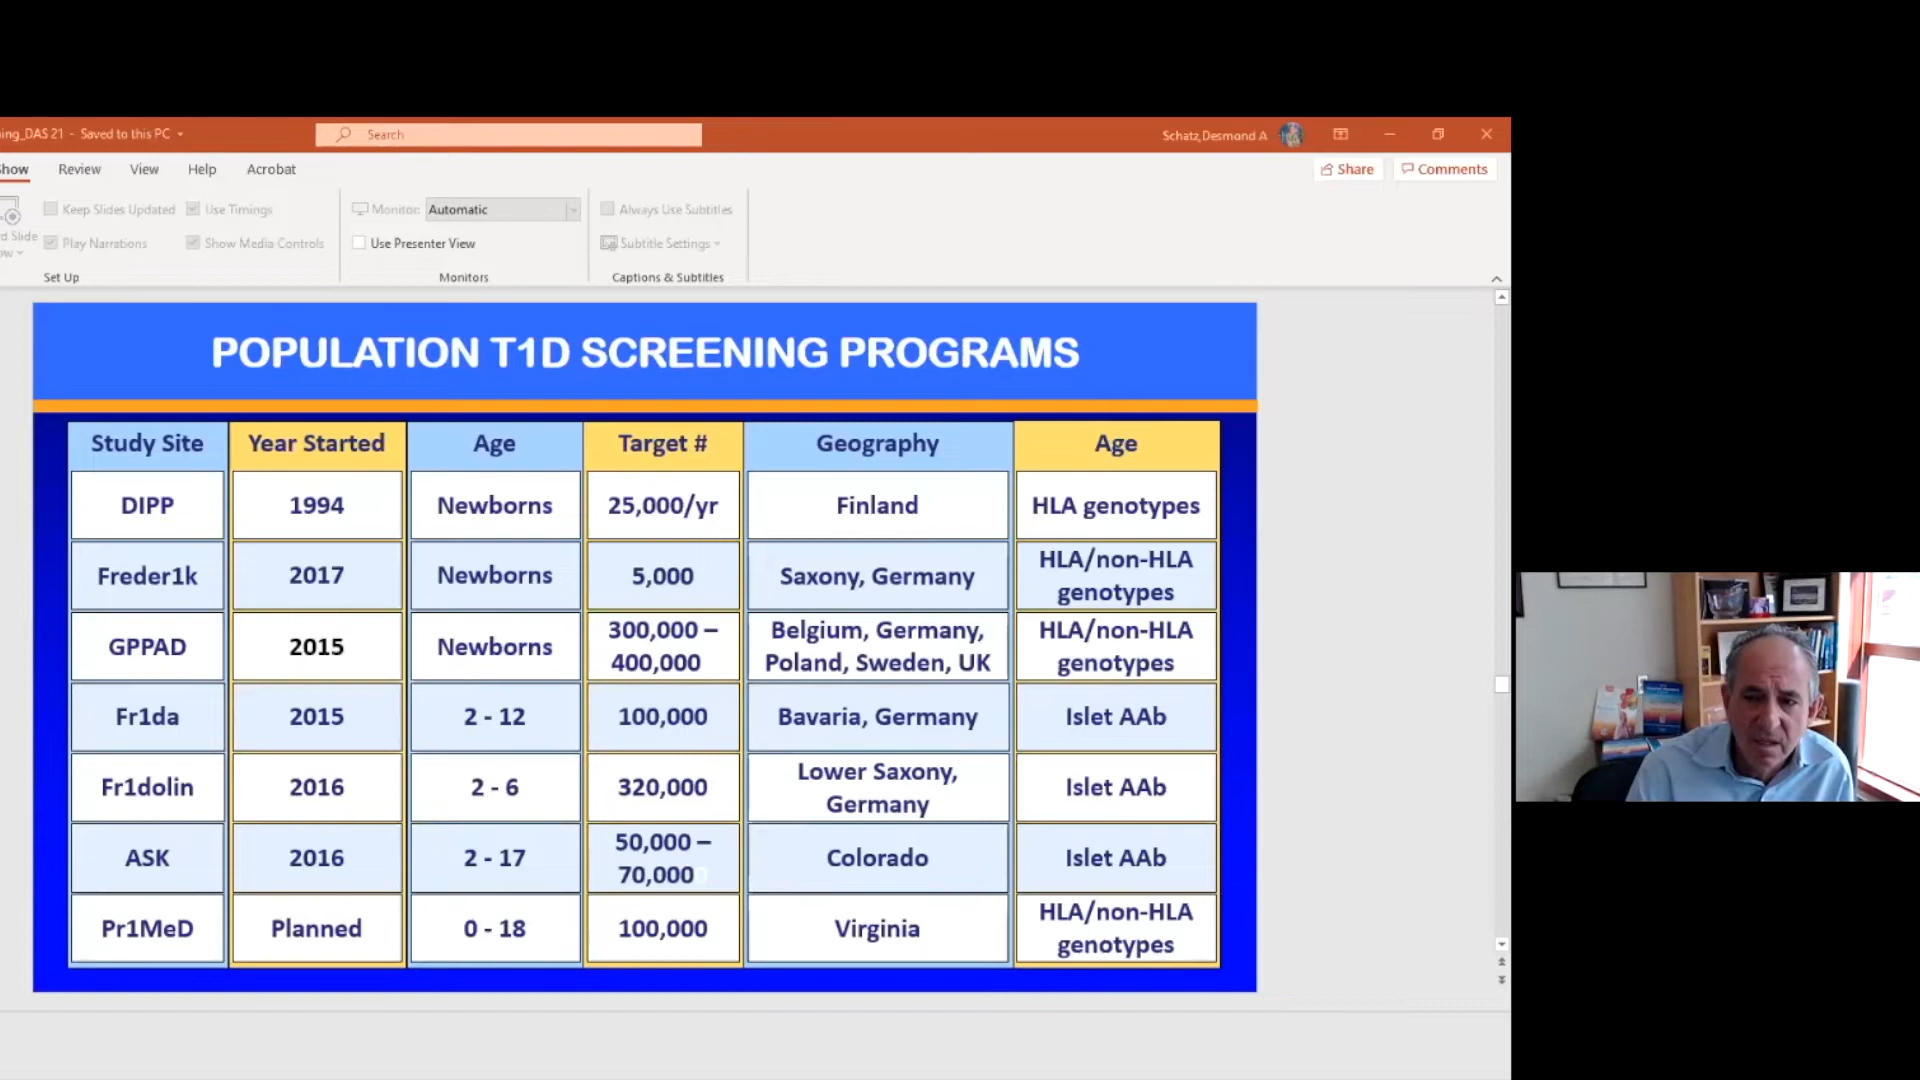 ing_DAS 21 - Saved to this PC
Search
Schatz,Desmond A
Show
Review
View
Help
Acrobat
Share
Comments
Keep Slides Updated
Use Timings
Monitor:
Automatic
Always Use Subtitles
d Slide
Play Narrations
Show Media Controls
Use Presenter View
Subtitle Settings
Set Up
Monitors
Captions & Subtitles
POPULATION T1D SCREENING PROGRAMS
Study Site
Year Started
Age
Target #
Geography
Age
DIPP
1994
Newborns
25,000/yr
Finland
HLA genotypes
Freder1k
2017
Newborns
5,000
Saxony, Germany
HLA/non-HLA
genotypes
GPPAD
2015
Newborns
300,000 –
400,000
Belgium, Germany,
Poland, Sweden, UK
HLA/non-HLA
genotypes
Fr1da
2015
2 - 12
100,000
Bavaria, Germany
Islet AAb
Fr1dolin
2016
2 - 6
320,000
Lower Saxony,
Germany
Islet AAb
ASK
2016
2 - 17
50,000 –
70,000
Colorado
Islet AAb
Pr1MeD
Planned
0 - 18
100,000
Virginia
HLA/non-HLA
genotypes